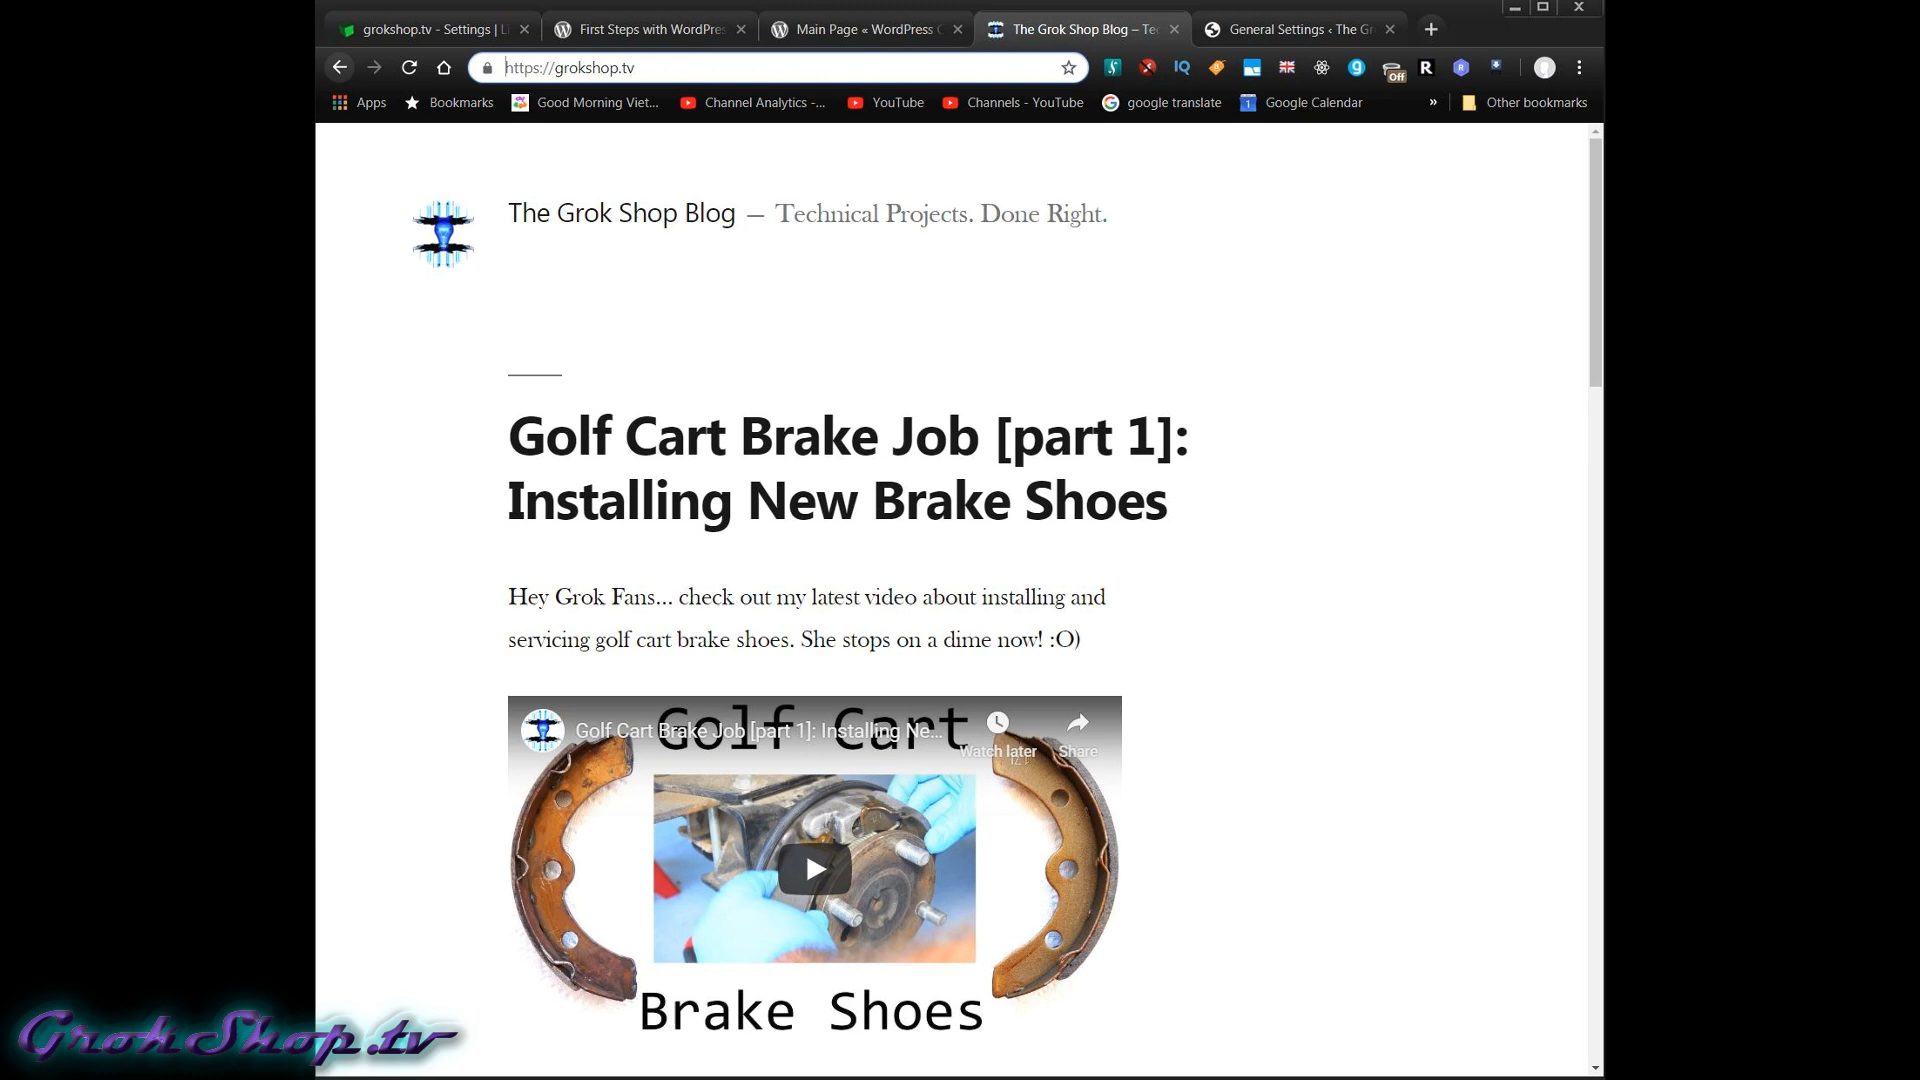 grokshop.tv - Settings | Li
First Steps with WordPres
Main Page « WordPress C
The Grok Shop Blog – Tec
General Settings ‹ The Gr
https://grokshop.tv
IQ
Off
R
Apps
Bookmarks
Good Morning Viet...
Channel Analytics -...
YouTube
Channels - YouTube
google translate
Google Calendar
»
Other bookmarks
The Grok Shop Blog — Technical Projects. Done Right.
Golf Cart Brake Job [part 1]:
Installing New Brake Shoes
Hey Grok Fans... check out my latest video about installing and
servicing golf cart brake shoes. She stops on a dime now! :O)
Golf Cart
Golf Cart Brake Job [part 1]: Installing Ne...
Watch later
Share
Brake Shoes
GrokShop.tv